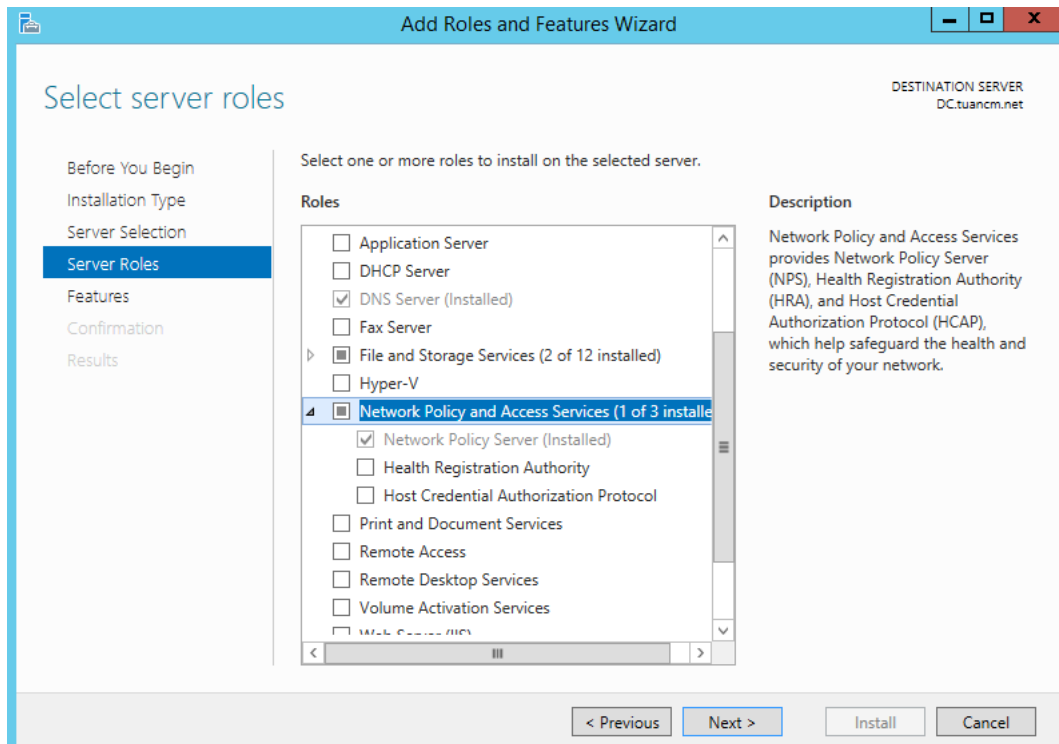 Add Roles and Features Wizard
Select server roles
DESTINATION SERVER
DC.tuancm.net
Before You Begin
Installation Type
Server Selection
Server Roles
Features
Confirmation
Results
Select one or more roles to install on the selected server.
Roles
Application Server
DHCP Server
DNS Server (Installed)
Fax Server
File and Storage Services (2 of 12 installed)
Hyper-V
Network Policy and Access Services (1 of 3 installe
Network Policy Server (Installed)
Health Registration Authority
Host Credential Authorization Protocol
Print and Document Services
Remote Access
Remote Desktop Services
Volume Activation Services
Web Server (IIS)
Description
Network Policy and Access Services
provides Network Policy Server
(NPS), Health Registration Authority
(HRA), and Host Credential
Authorization Protocol (HCAP),
which help safeguard the health and
security of your network.
< Previous
Next >
Install
Cancel